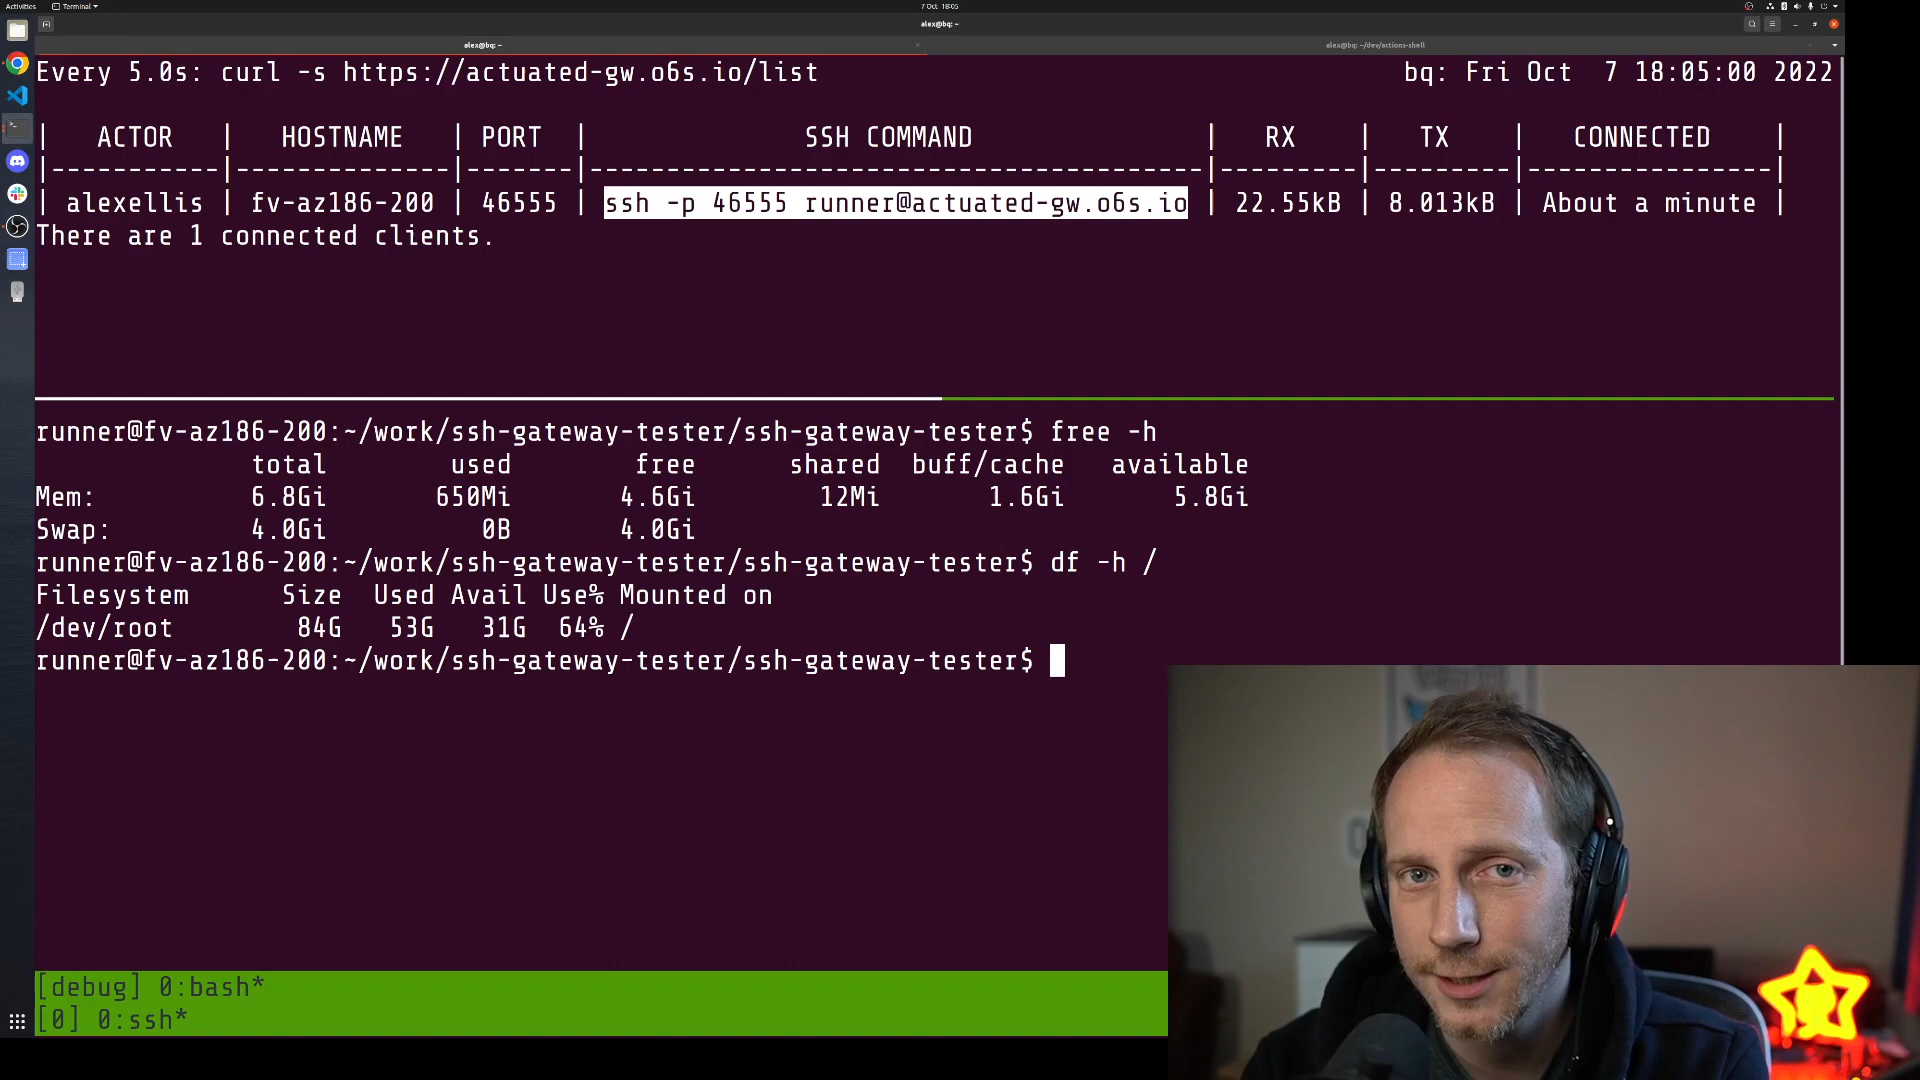 Activities Terminal 7 Oct 18:05
alex@bq: ~
alex@bq: ~ alex@bq: ~/dev/actions-shell
Every 5.0s: curl -s https://actuated-gw.o6s.io/list bq: Fri Oct 7 18:05:00 2022
| ACTOR | HOSTNAME | PORT | SSH COMMAND | RX | TX | CONNECTED |
|-----------|--------------|-------|----------------------------------------|---------|---------|----------------|
| alexellis | fv-az186-200 | 46555 | ssh -p 46555 runner@actuated-gw.o6s.io | 22.55kB | 8.013kB | About a minute |
There are 1 connected clients.
runner@fv-az186-200:~/work/ssh-gateway-tester/ssh-gateway-tester$ free -h
total used free shared buff/cache available
Mem: 6.8Gi 650Mi 4.6Gi 12Mi 1.6Gi 5.8Gi
Swap: 4.0Gi 0B 4.0Gi
runner@fv-az186-200:~/work/ssh-gateway-tester/ssh-gateway-tester$ df -h /
Filesystem Size Used Avail Use% Mounted on
/dev/root 84G 53G 31G 64% /
runner@fv-az186-200:~/work/ssh-gateway-tester/ssh-gateway-tester$
[debug] 0:bash*
[0] 0:ssh*